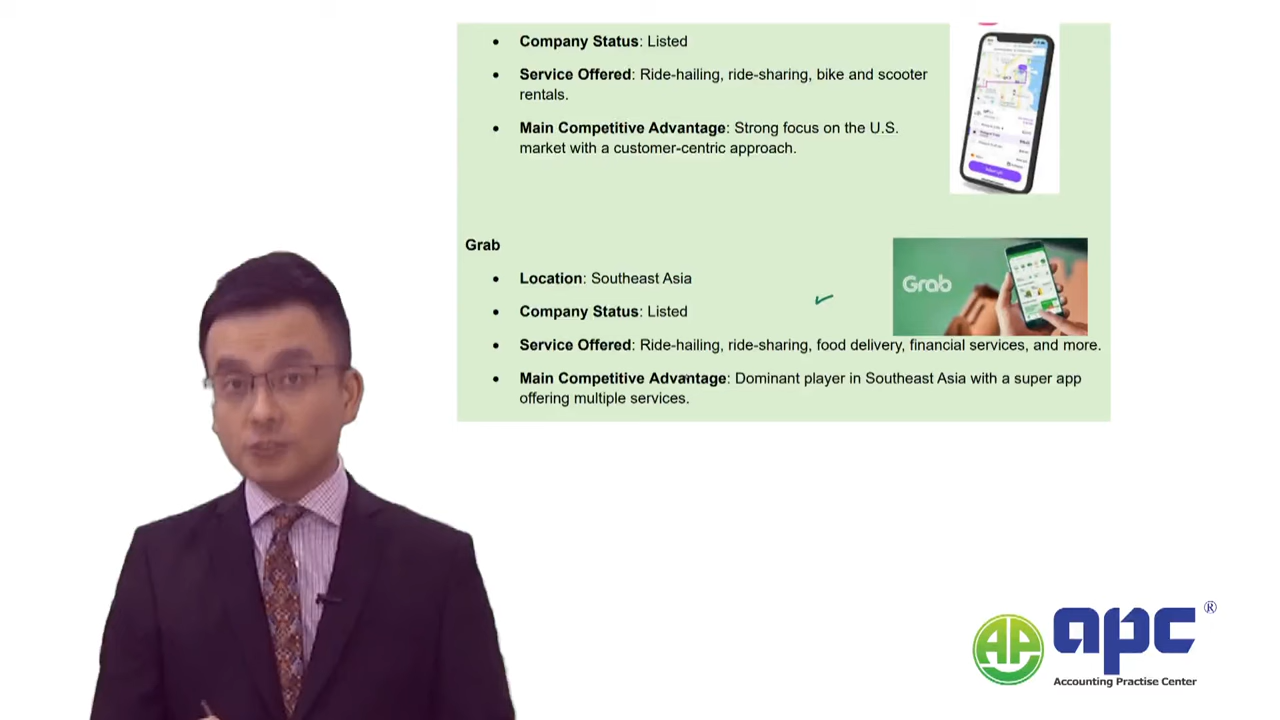 Company Status: Listed
Service Offered: Ride-hailing, ride-sharing, bike and scooter
rentals.
Main Competitive Advantage: Strong focus on the U.S.
market with a customer-centric approach.
Grab
Location: Southeast Asia
Company Status: Listed
Service Offered: Ride-hailing, ride-sharing, food delivery, financial services, and more.
Main Competitive Advantage: Dominant player in Southeast Asia with a super app
offering multiple services.
Grab
AP apc ®
Accounting Practise Center